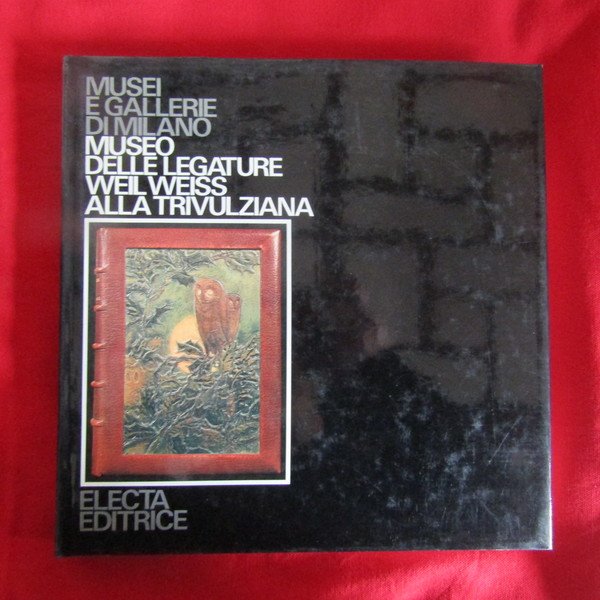 MUSEI
E GALLERIE
DI MILANO
MUSEO
DELLE LEGATURE
WEIL WEISS
ALLA TRIVULZIANA
ELECTA
EDITRICE